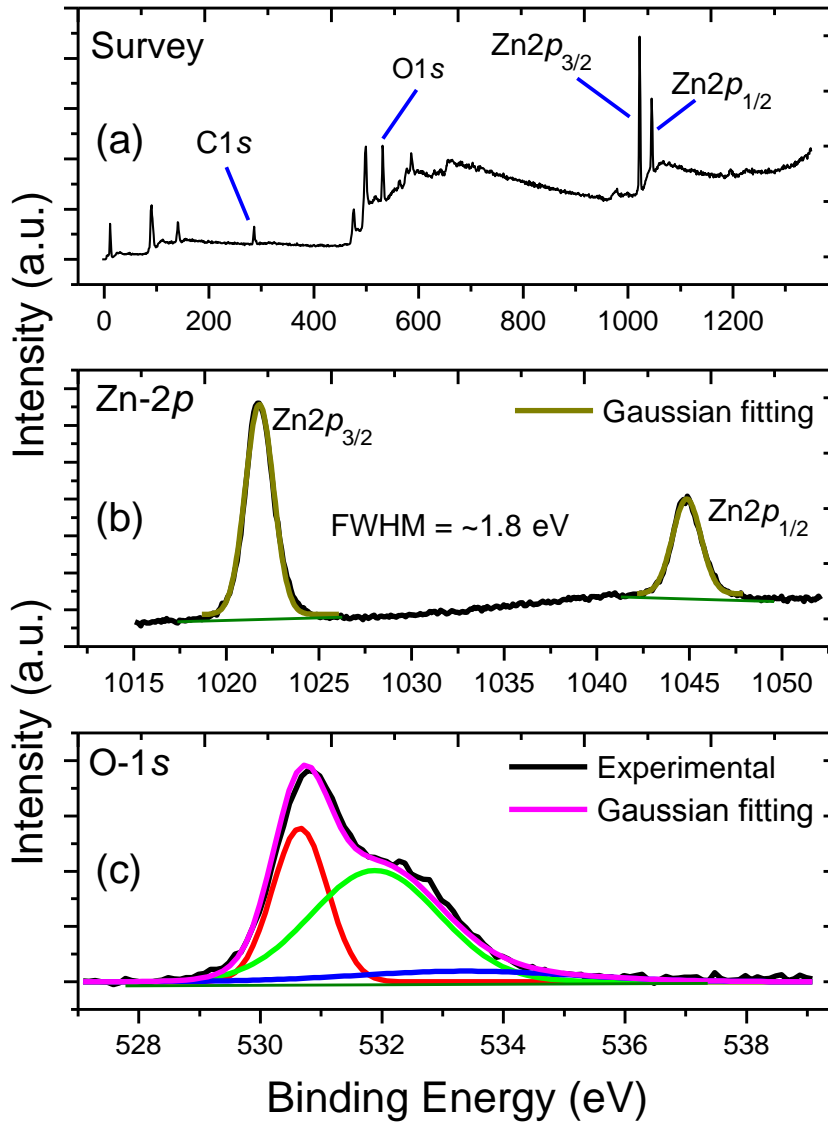 Survey
(a)
C1s
O1s
Zn2p3/2
Zn2p1/2
0 200 400 600 800 1000 1200
Intensity (a.u.)
Zn-2p
Zn2p3/2
Gaussian fitting
(b)
FWHM = ~1.8 eV
Zn2p1/2
1015 1020 1025 1030 1035 1040 1045 1050
Intensity (a.u.)
O-1s
Experimental
Gaussian fitting
(c)
528 530 532 534 536 538
Binding Energy (eV)